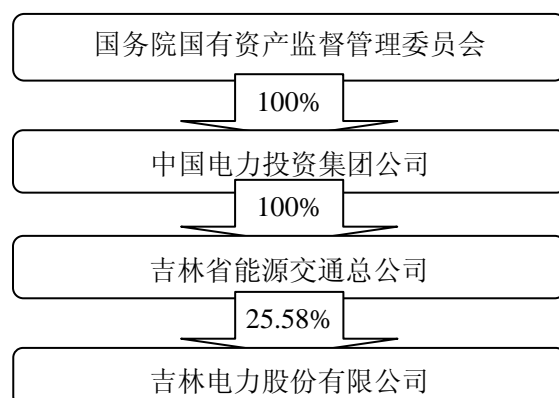 国务院国有资产监督管理委员会
100%
中国电力投资集团公司
100%
吉林省能源交通总公司
25.58%
吉林电力股份有限公司